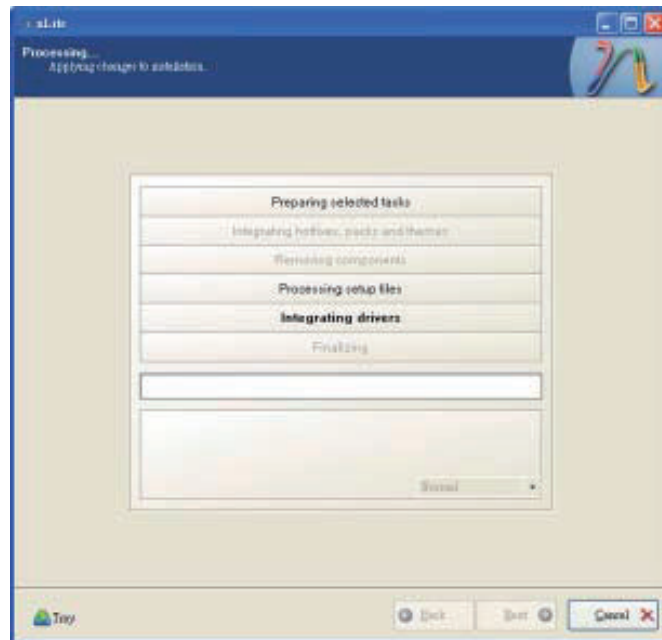 nLite
Processing...
Applying changes to installation.
Preparing selected tasks
Integrating hotfixes, packs and themes
Removing components
Processing setup files
Integrating drivers
Finalizing
Normal
Tray
Back
Next
Cancel